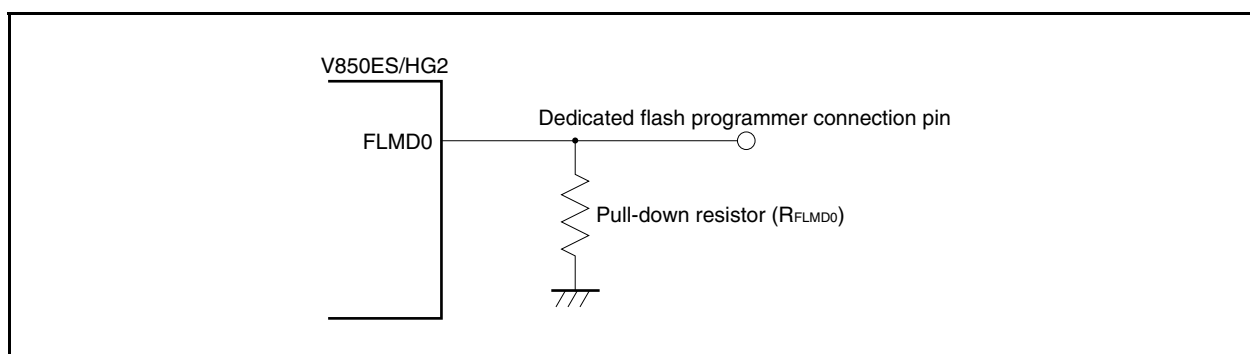 V850ES/HG2
Dedicated flash programmer connection pin
FLMD0
Pull-down resistor (RFLMD0)